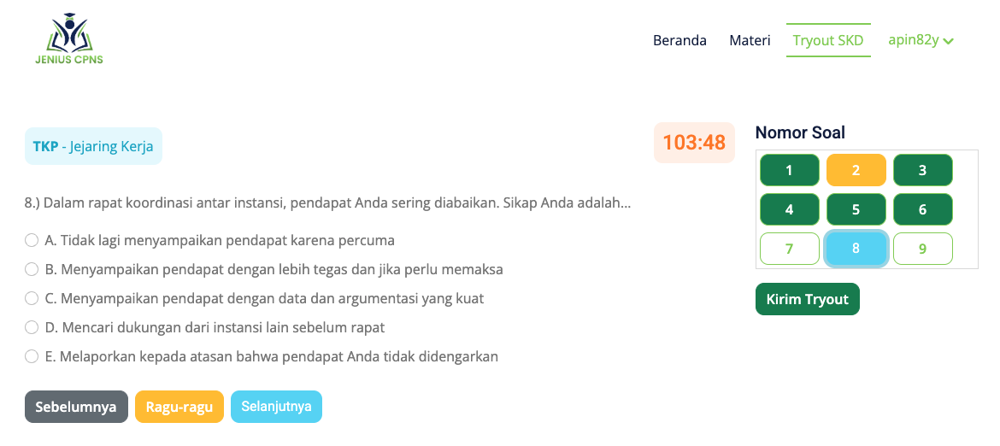 JENIUS CPNS
Beranda Materi Tryout SKD apin82y
TKP - Jejaring Kerja
103:48
8.) Dalam rapat koordinasi antar instansi, pendapat Anda sering diabaikan. Sikap Anda adalah...
A. Tidak lagi menyampaikan pendapat karena percuma
B. Menyampaikan pendapat dengan lebih tegas dan jika perlu memaksa
C. Menyampaikan pendapat dengan data dan argumentasi yang kuat
D. Mencari dukungan dari instansi lain sebelum rapat
E. Melaporkan kepada atasan bahwa pendapat Anda tidak didengarkan
Sebelumnya Ragu-ragu Selanjutnya
Nomor Soal
1 2 3
4 5 6
7 8 9
Kirim Tryout